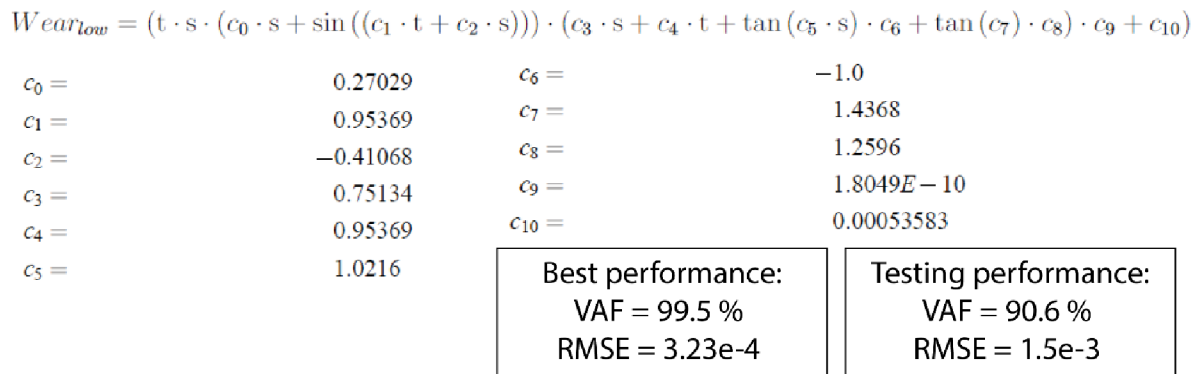 Wear_low = (t · s · (c_0 · s + sin ((c_1 · t + c_2 · s))) · (c_3 · s + c_4 · t + tan (c_5 · s) · c_6 + tan (c_7) · c_8) · c_9 + c_10)
c_0 = 0.27029
c_1 = 0.95369
c_2 = −0.41068
c_3 = 0.75134
c_4 = 0.95369
c_5 = 1.0216
c_6 = −1.0
c_7 = 1.4368
c_8 = 1.2596
c_9 = 1.8049E − 10
c_10 = 0.00053583
Best performance:
VAF = 99.5 %
RMSE = 3.23e-4
Testing performance:
VAF = 90.6 %
RMSE = 1.5e-3